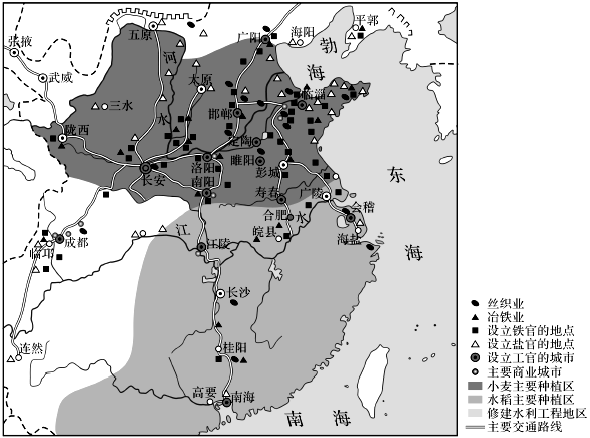 五原
广阳
海阳
平郭
张掖
河
渤
武威
太原
海
临淄
三水
邯郸
水
陇西
定陶
洛阳
睢阳
彭城
东
长安
南阳
寿春
广陵
会稽
合肥
水
江
皖县
海盐
成都
江陵
海
临邛
长沙
连然
桂阳
高要
南海
南 海
丝织业
冶铁业
设立铁官的地点
设立盐官的地点
设立工官的城市
主要商业城市
小麦主要种植区
水稻主要种植区
修建水利工程地区
主要交通路线